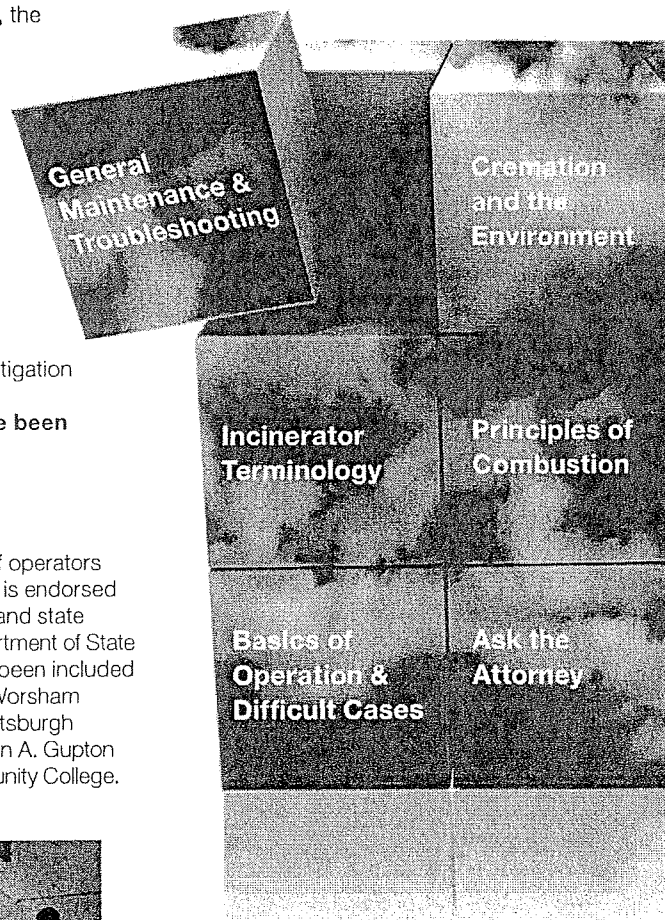 , the
General
Maintenance &
Troubleshooting
Cremation
and the
Environment
tigation
e been
Incinerator
Terminology
Principles of
Combustion
f operators
is endorsed
and state
rtment of State
been included
Worsham
tsburgh
n A. Gupton
unity College.
Basics of
Operation &
Difficult Cases
Ask the
Attorney